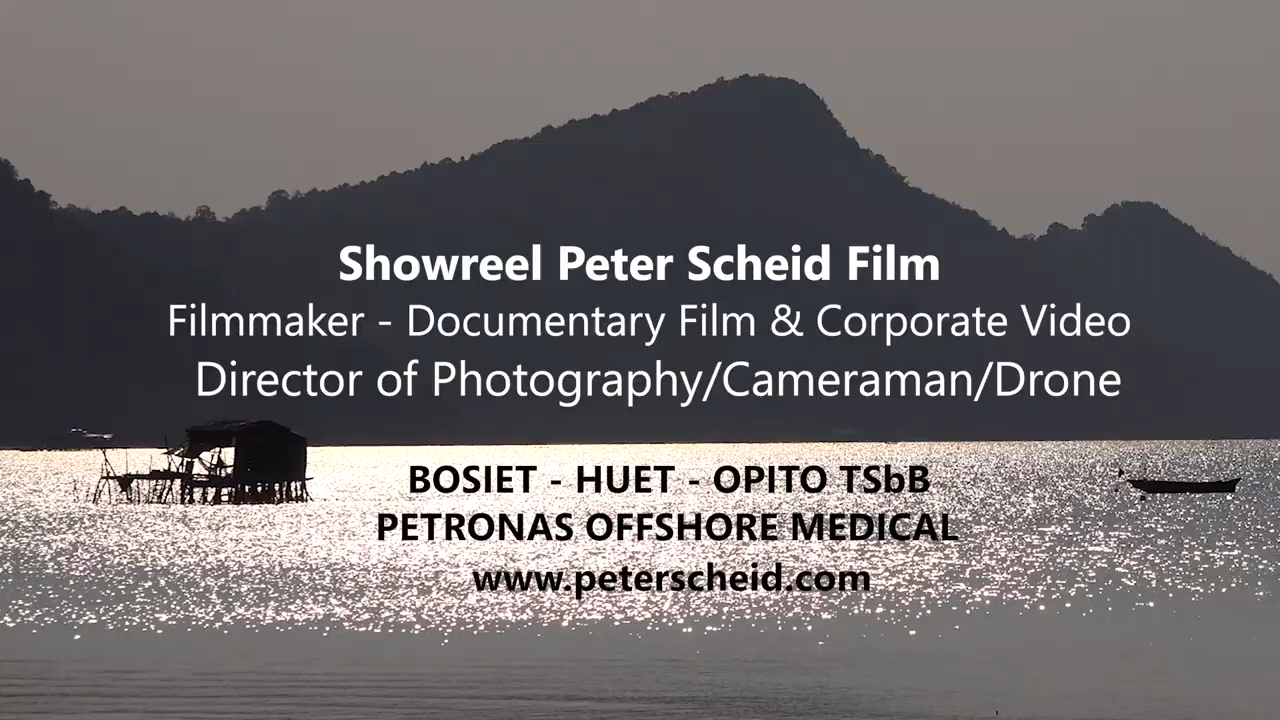 Showreel Peter Scheid Film
Filmmaker - Documentary Film & Corporate Video
Director of Photography/Cameraman/Drone
BOSIET - HUET - OPITO TSbB
PETRONAS OFFSHORE MEDICAL
www.peterscheid.com